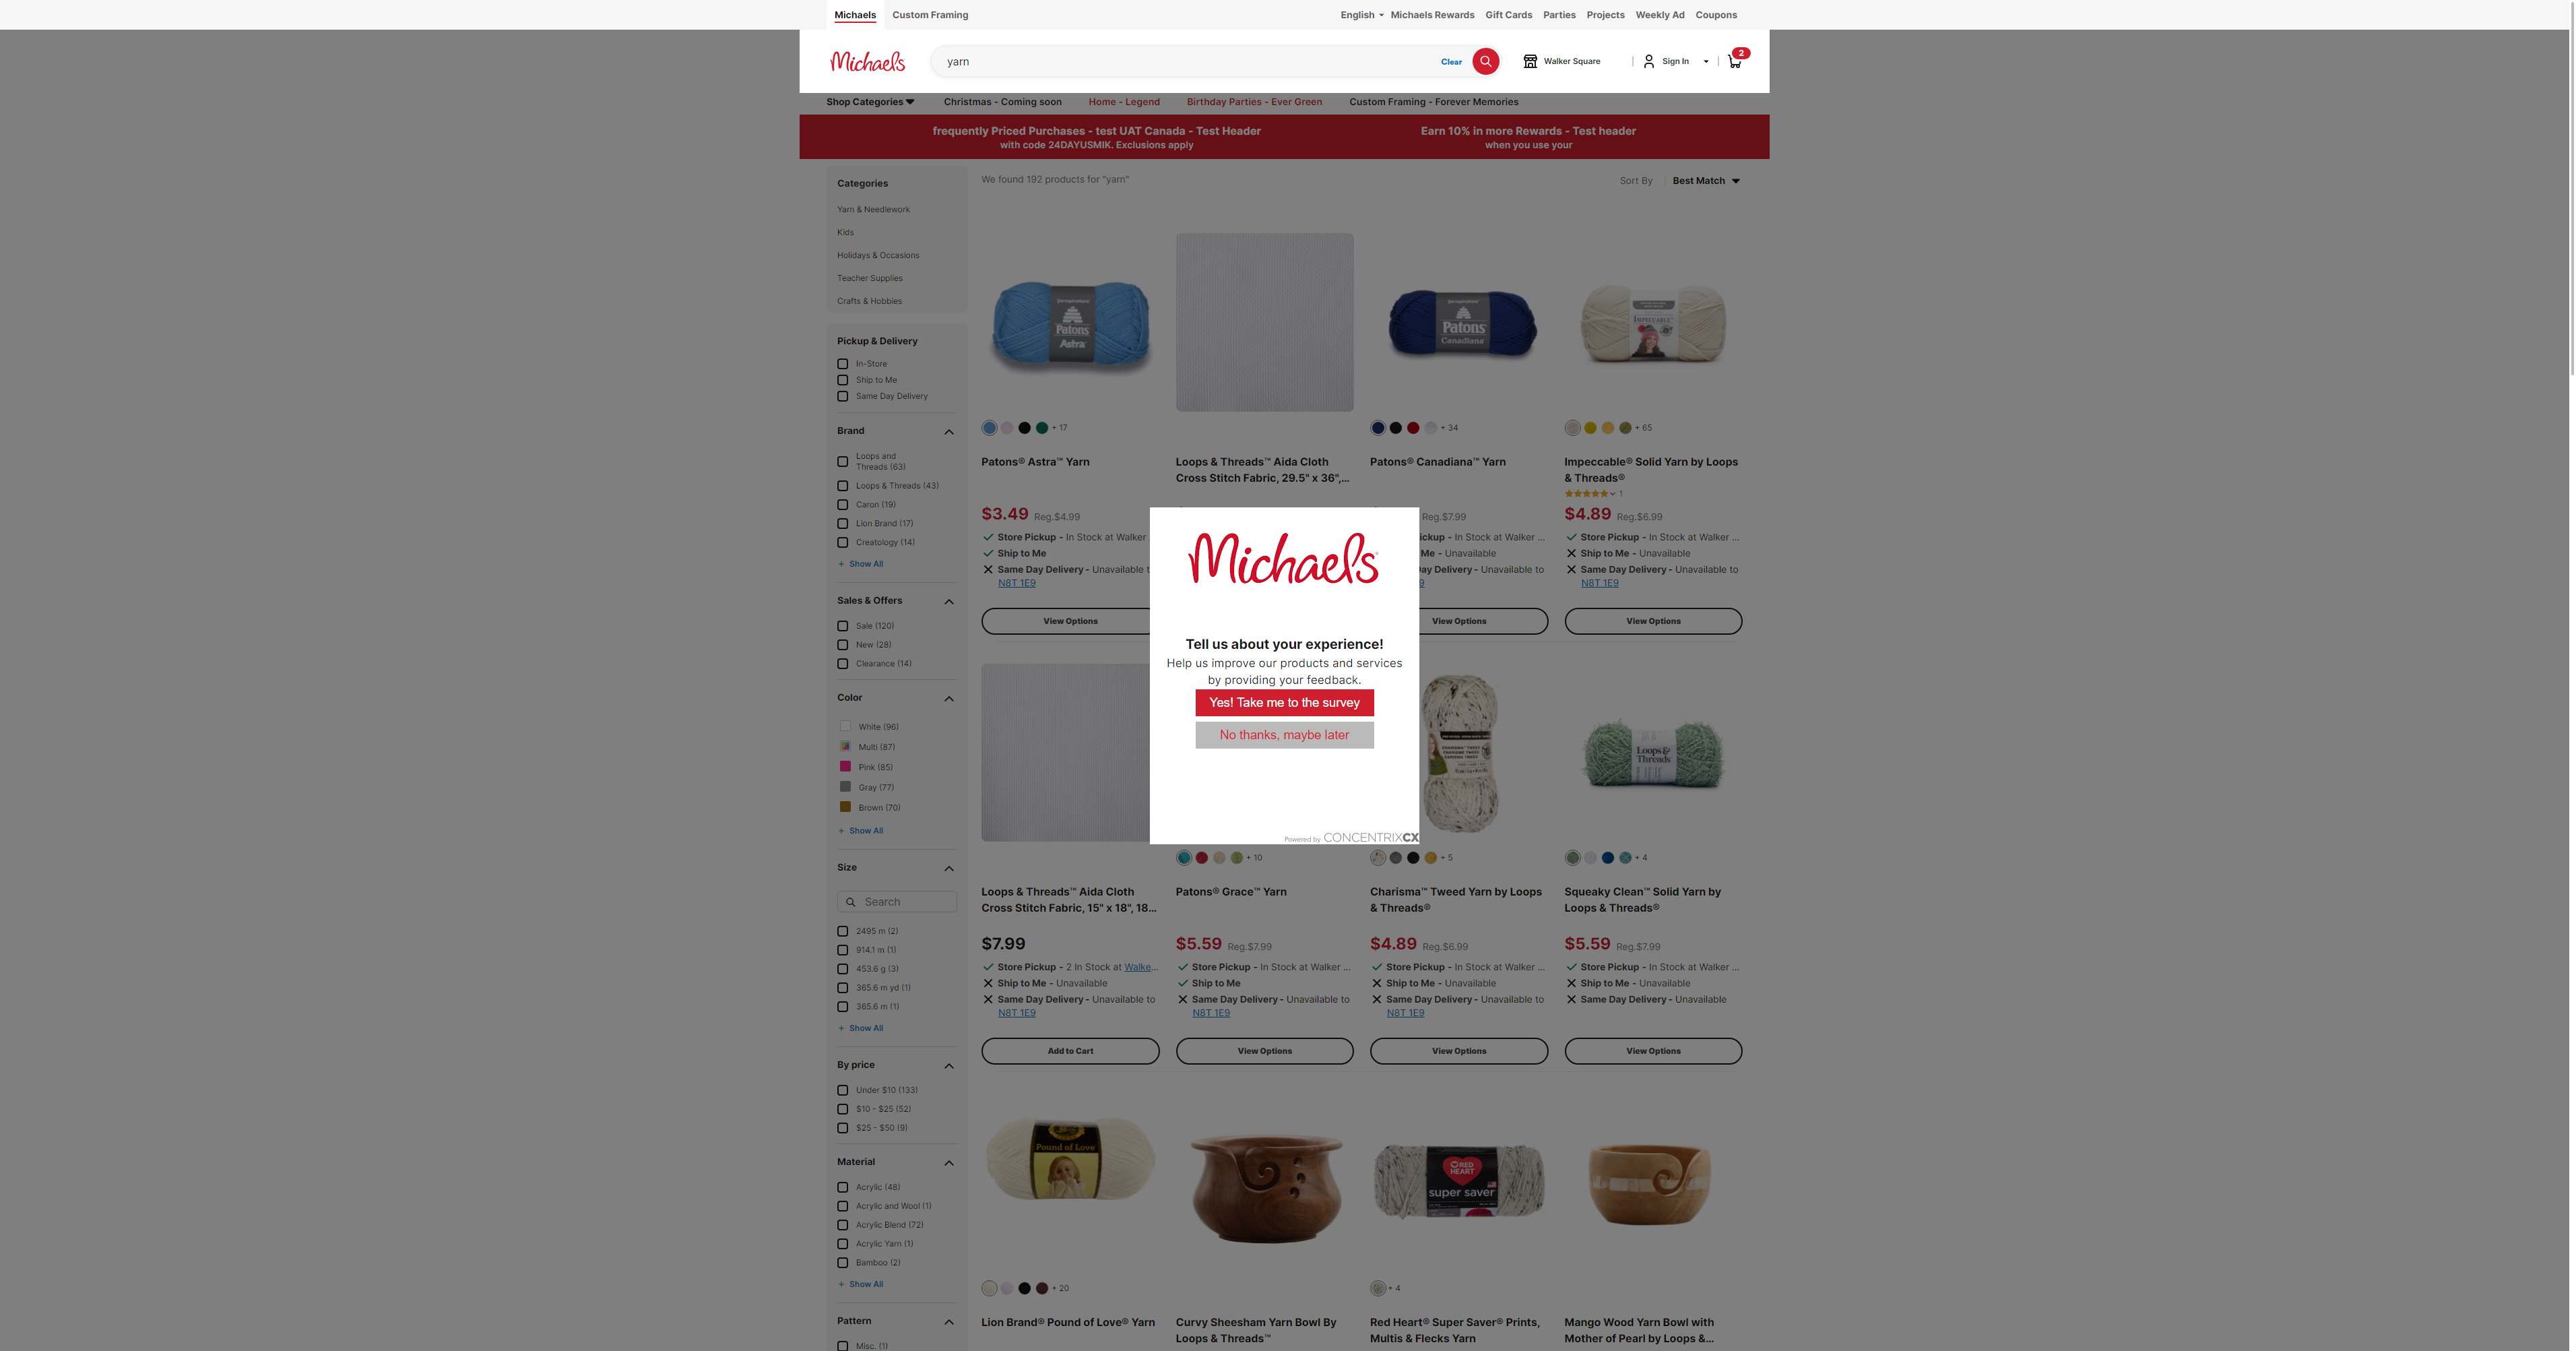 Michaels
Custom Framing
English
Michaels Rewards
Gift Cards
Parties
Projects
Weekly Ad
Coupons
Michaels
yarn
Clear
Walker Square
Sign In
2
Shop Categories
Christmas - Coming soon
Home - Legend
Birthday Parties - Ever Green
Custom Framing - Forever Memories
frequently Priced Purchases - test UAT Canada - Test Header
with code 24DAYUSMIK. Exclusions apply
Earn 10% in more Rewards - Test header
when you use your
Categories
Yarn & Needlework
Kids
Holidays & Occasions
Teacher Supplies
Crafts & Hobbies
Pickup & Delivery
In-Store
Ship to Me
Same Day Delivery
Brand
Loops and
Threads (63)
Loops & Threads (43)
Caron (19)
Lion Brand (17)
Creatology (14)
+ Show All
Sales & Offers
Sale (120)
New (28)
Clearance (14)
Color
White (96)
Multi (87)
Pink (85)
Gray (77)
Brown (70)
+ Show All
Size
Search
2495 m (2)
914.1 m (1)
453.6 g (3)
365.6 m yd (1)
365.6 m (1)
+ Show All
By price
Under $10 (133)
$10 - $25 (52)
$25 - $50 (9)
Material
Acrylic (48)
Acrylic and Wool (1)
Acrylic Blend (72)
Acrylic Yarn (1)
Bamboo (2)
+ Show All
Pattern
Misc. (1)
We found 192 products for "yarn"
Sort By
Best Match
Patons
Astra
Patons
Canadiana
IMPECCABLE
+ 17
+ 34
+ 65
Patons® Astra™ Yarn
Loops & Threads™ Aida Cloth
Cross Stitch Fabric, 29.5" x 36",...
Patons® Canadiana™ Yarn
Impeccable® Solid Yarn by Loops
& Threads®
1
$3.49 Reg.$4.99
Store Pickup - In Stock at Walker
Ship to Me
Same Day Delivery - Unavailable t
N8T 1E9
View Options
Reg.$7.99
ickup - In Stock at Walker ...
Me - Unavailable
ay Delivery - Unavailable to
9
View Options
$4.89 Reg.$6.99
Store Pickup - In Stock at Walker ...
Ship to Me - Unavailable
Same Day Delivery - Unavailable to
N8T 1E9
View Options
Michaels
Tell us about your experience!
Help us improve our products and services
by providing your feedback.
Yes! Take me to the survey
No thanks, maybe later
Powered by CONCENTRIXCX
Loops &
Threads
+ 10
+ 5
+ 4
Loops & Threads™ Aida Cloth
Cross Stitch Fabric, 15" x 18", 18...
$7.99
Store Pickup - 2 In Stock at Walke...
Ship to Me - Unavailable
Same Day Delivery - Unavailable to
N8T 1E9
Add to Cart
Patons® Grace™ Yarn
$5.59 Reg.$7.99
Store Pickup - In Stock at Walker ...
Ship to Me
Same Day Delivery - Unavailable to
N8T 1E9
View Options
Charisma™ Tweed Yarn by Loops
& Threads®
$4.89 Reg.$6.99
Store Pickup - In Stock at Walker ...
Ship to Me - Unavailable
Same Day Delivery - Unavailable to
N8T 1E9
View Options
Squeaky Clean™ Solid Yarn by
Loops & Threads®
$5.59 Reg.$7.99
Store Pickup - In Stock at Walker ...
Ship to Me - Unavailable
Same Day Delivery - Unavailable
View Options
Pound of Love
RED
HEART
super saver
+ 20
+ 4
Lion Brand® Pound of Love® Yarn
Curvy Sheesham Yarn Bowl By
Loops & Threads™
Red Heart® Super Saver® Prints,
Multis & Flecks Yarn
Mango Wood Yarn Bowl with
Mother of Pearl by Loops &...